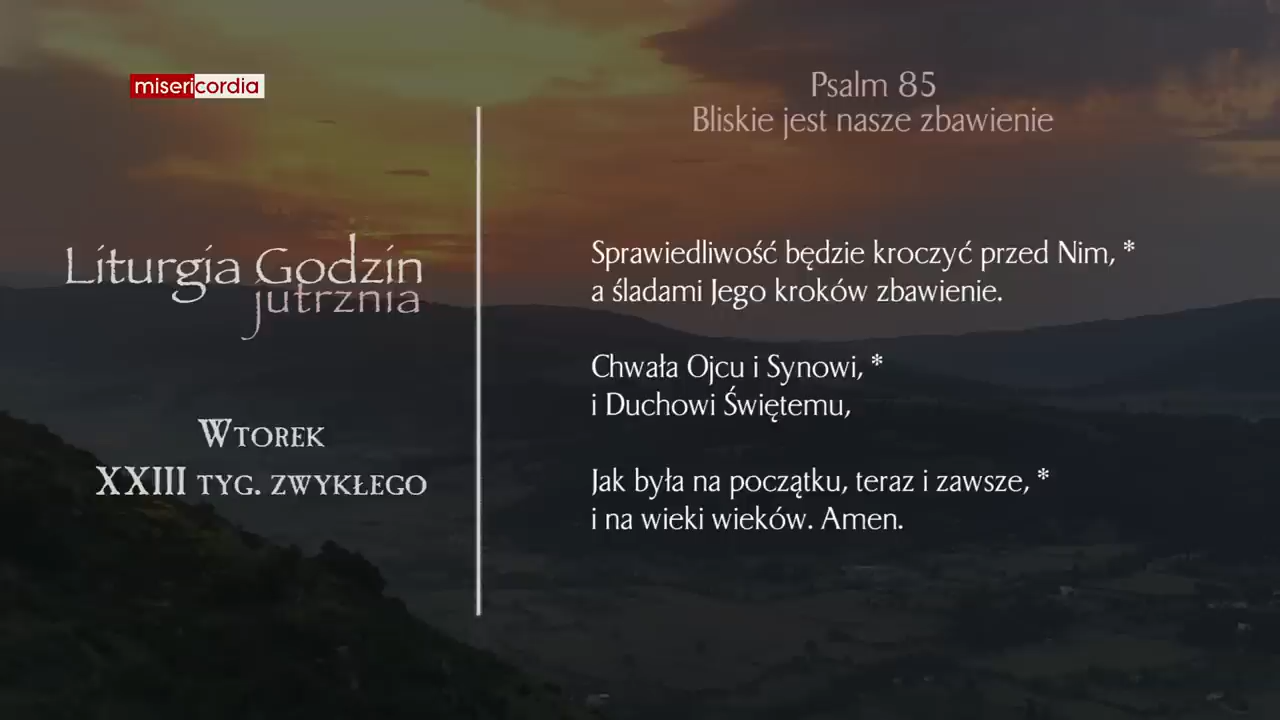 misericordia
Liturgia Godzin
jutrznia
Wtorek
XXIII tyg. zwykłego
Psalm 85
Bliskie jest nasze zbawienie
Sprawiedliwość będzie kroczyć przed Nim, *
a śladami Jego kroków zbawienie.
Chwała Ojcu i Synowi, *
i Duchowi Świętemu,
Jak była na początku, teraz i zawsze, *
i na wieki wieków. Amen.